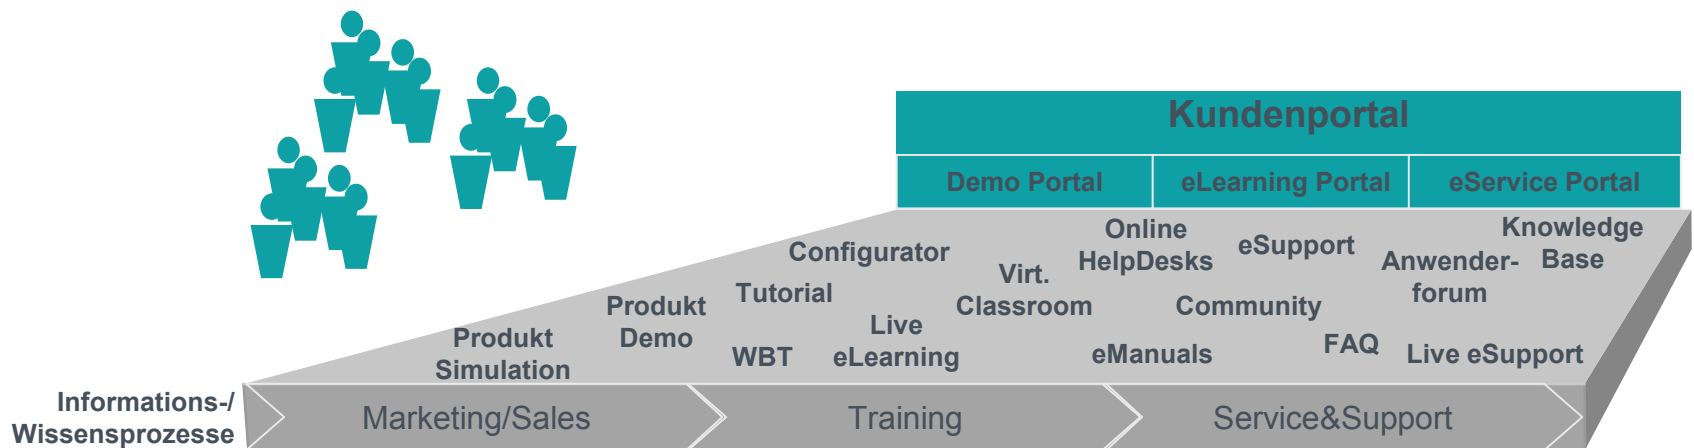 Kundenportal
Demo Portal
eLearning Portal
eService Portal
Knowledge
Base
Online
HelpDesks
eSupport
Configurator
Anwender-
forum
Virt.
Classroom
Tutorial
Community
Produkt
Demo
Live
eLearning
Produkt
Simulation
WBT
eManuals
FAQ
Live eSupport
Informations-/
Wissensprozesse
Marketing/Sales
Training
Service&Support